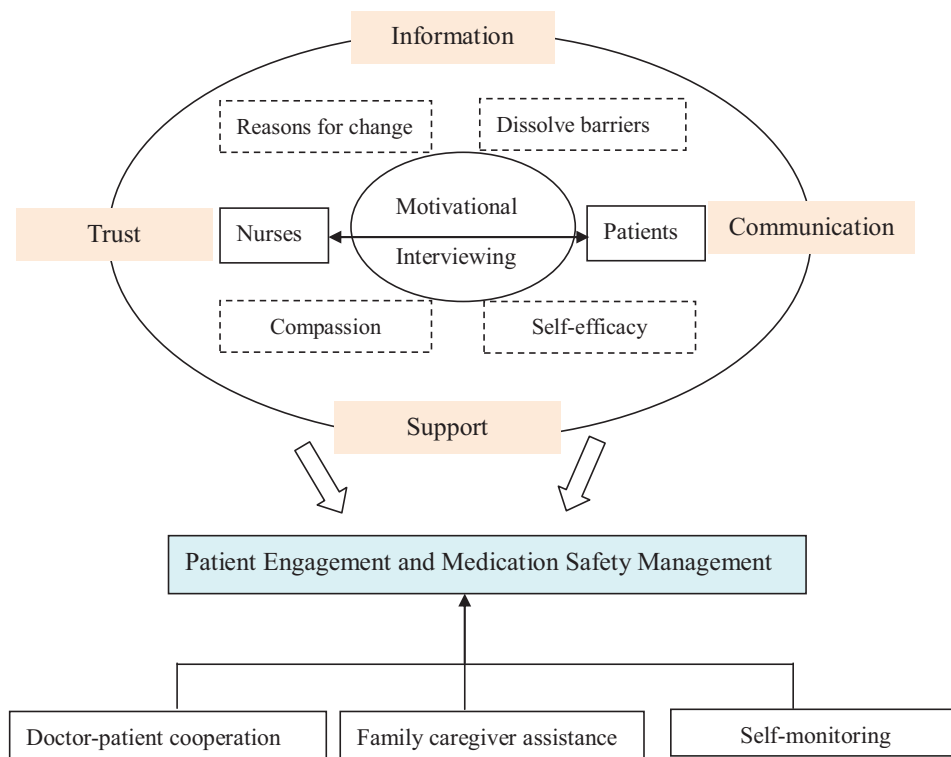 Information
Reasons for change
Dissolve barriers
Motivational
Trust
Nurses
Patients
Communication
Interviewing
Compassion
Self-efficacy
Support
Patient Engagement and Medication Safety Management
Doctor-patient cooperation
Family caregiver assistance
Self-monitoring